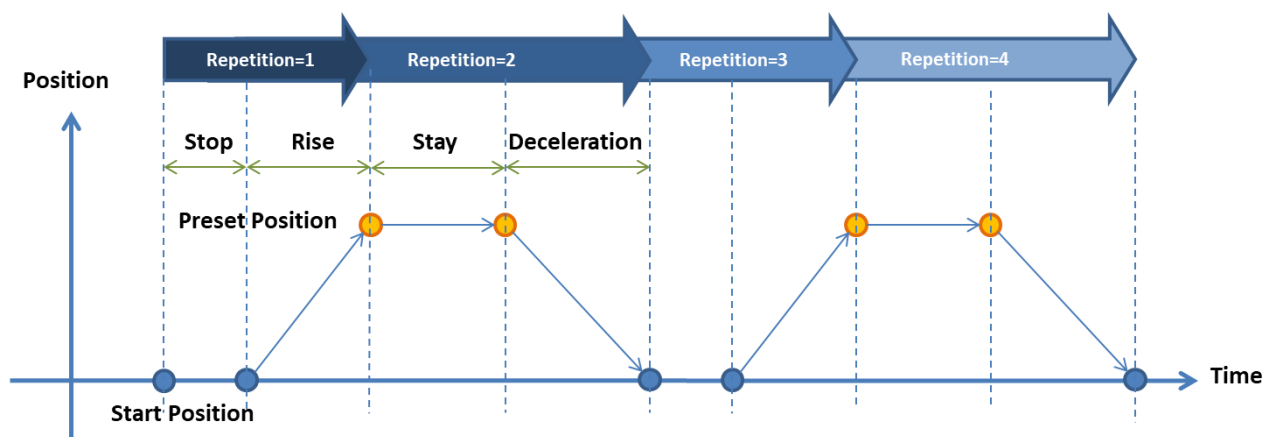 Repetition=1 Repetition=2 Repetition=3 Repetition=4
Position
Stop Rise Stay Deceleration
Preset Position
Time
Start Position